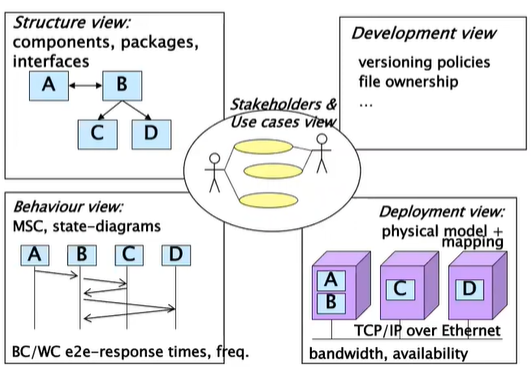 Structure view:
components, packages,
interfaces
A
B
C
D
Development view
versioning policies
file ownership
...
Stakeholders &
Use cases view
Behaviour view:
MSC, state-diagrams
A
B
C
D
BC/WC e2e-response times, freq.
Deployment view:
physical model +
mapping
A
B
C
D
TCP/IP over Ethernet
bandwidth, availability